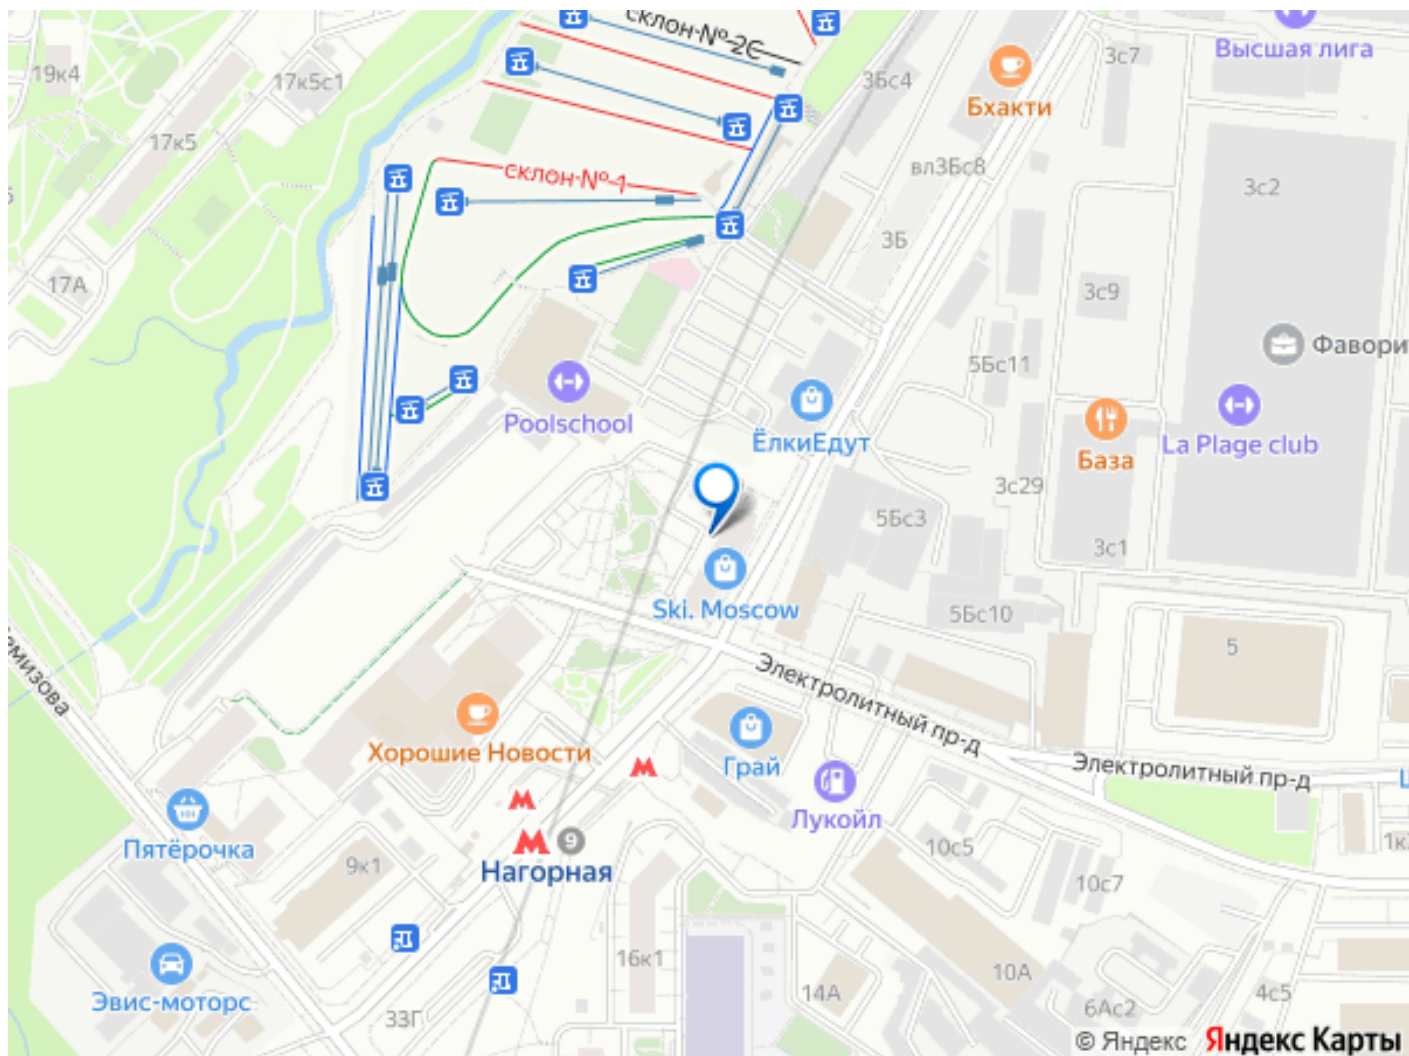 склон № 2С
Высшая лига
19к4
17к5с1
3Бс4
3с7
Бхакти
17к5
вл3Бс8
3с2
склон № 1
3Б
17А
3с9
Фавори
5Бс11
Poolschool
ЁлкиЕдут
La Plage club
База
3с29
5Бс3
3с1
Ski. Moscow
5Бс10
5
емизова
Электролитный пр-д
Электролитный пр-д
Хорошие Новости
Грай
Лукойл
Пятёрочка
9
Нагорная
9к1
10с5
1к
10с7
16к1
10А
14А
Эвис-моторс
33Г
6Ас2
4с5
© Яндекс Яндекс Карты